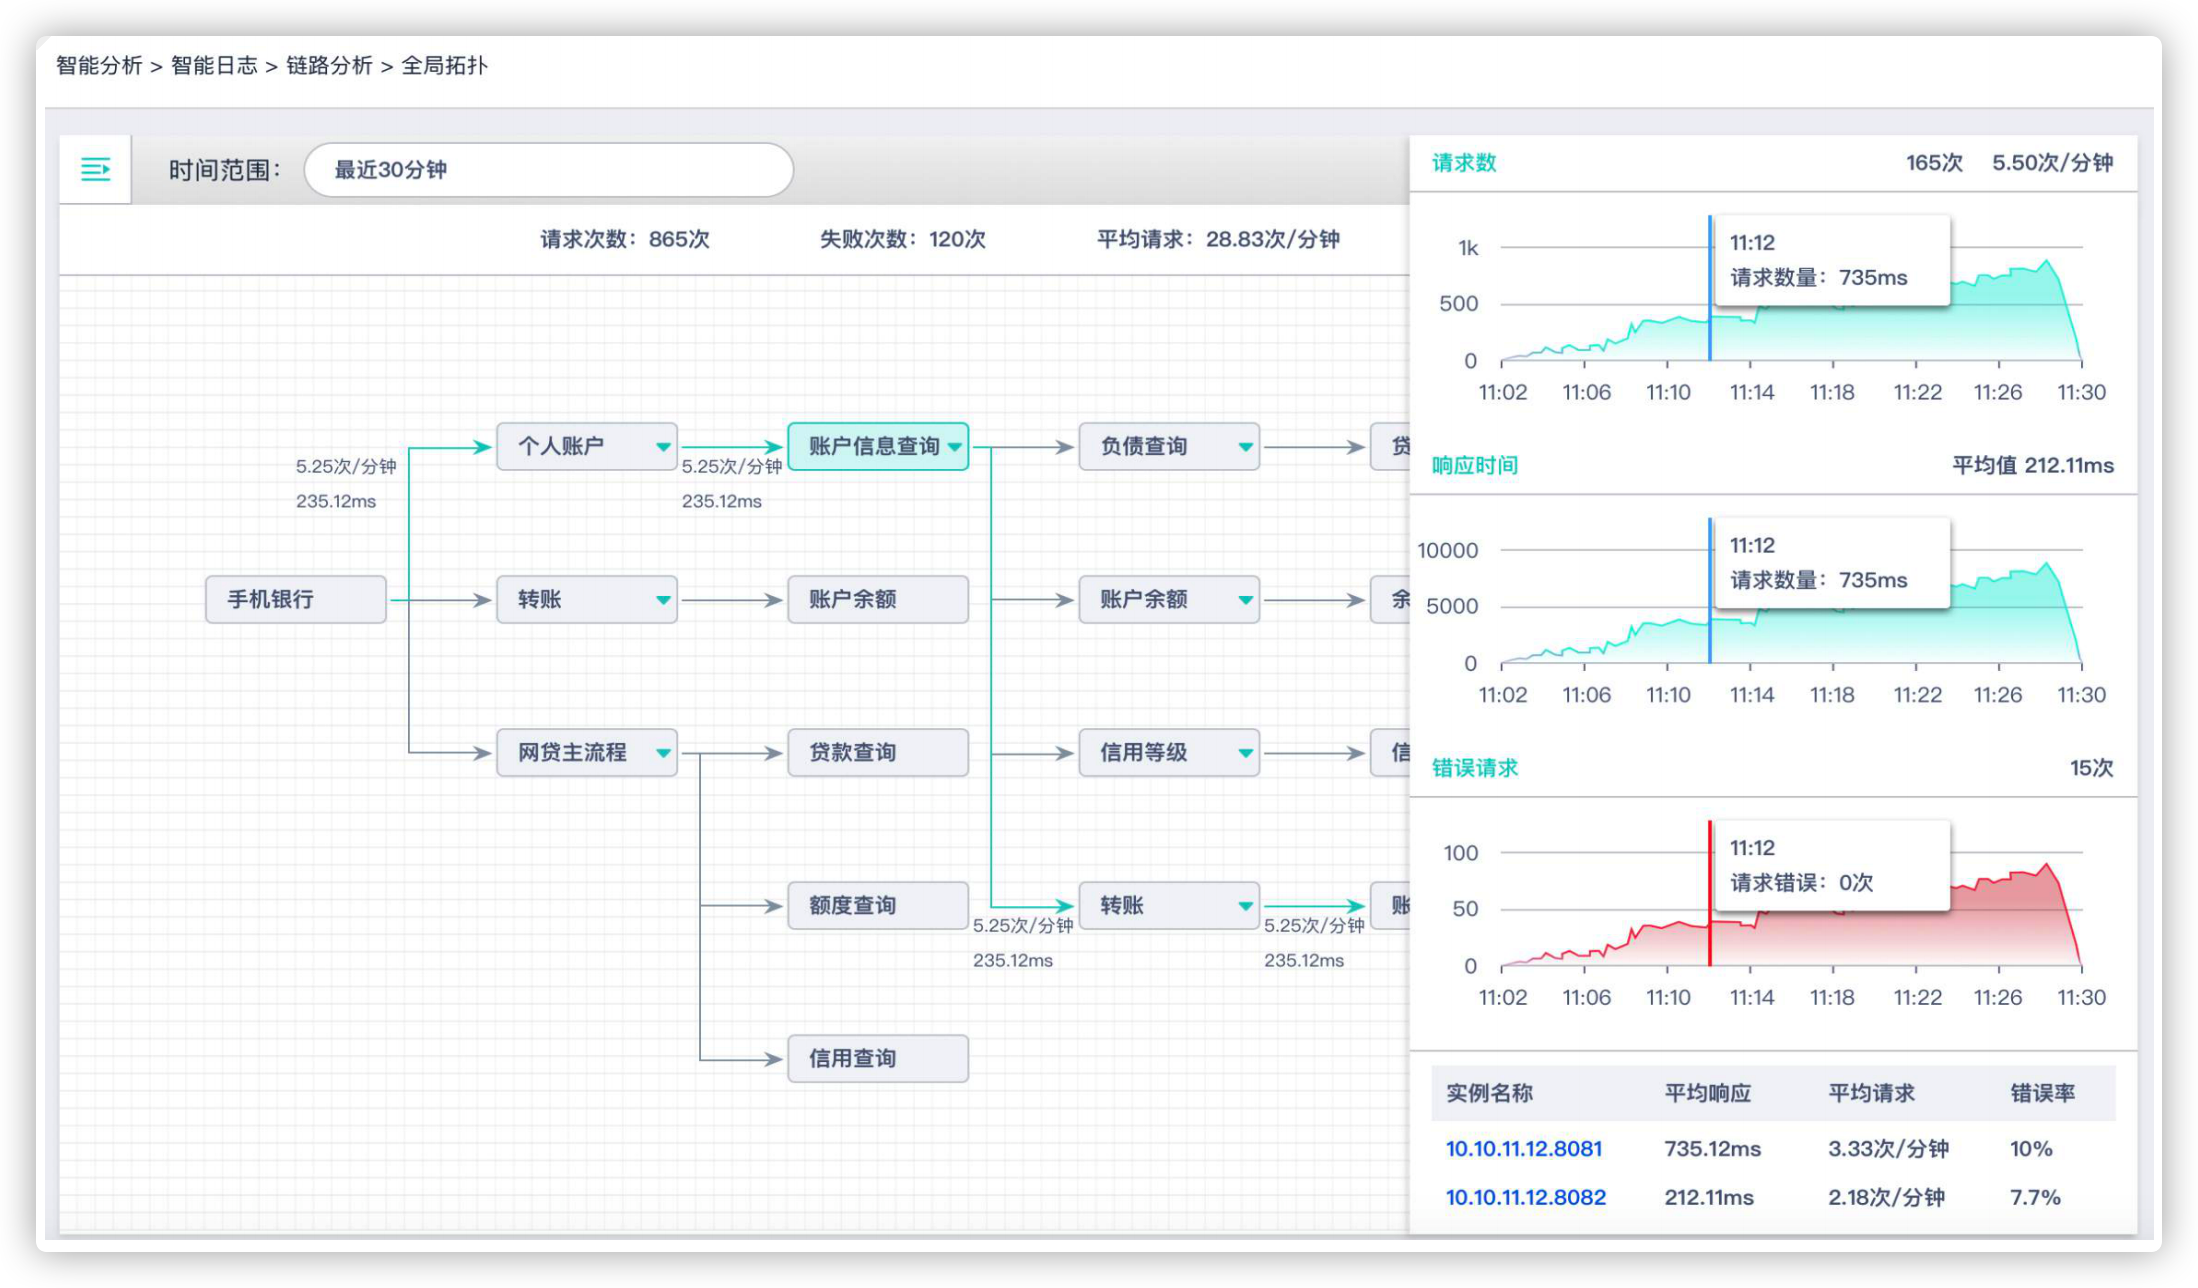 智能分析 > 智能日志 > 链路分析 > 全局拓扑
时间范围： 最近30分钟
请求次数：865次 失败次数：120次 平均请求：28.83次/分钟
个人账户 账户信息查询 负债查询 贷
5.25次/分钟 5.25次/分钟
235.12ms 235.12ms
手机银行 转账 账户余额 账户余额 余
网贷主流程 贷款查询 信用等级 信
额度查询 转账 账
5.25次/分钟 5.25次/分钟
235.12ms 235.12ms
信用查询
请求数 165次 5.50次/分钟
11:12
请求数量：735ms
1k
500
0
11:02 11:06 11:10 11:14 11:18 11:22 11:26 11:30
响应时间 平均值 212.11ms
11:12
请求数量：735ms
10000
5000
0
11:02 11:06 11:10 11:14 11:18 11:22 11:26 11:30
错误请求 15次
11:12
请求错误：0次
100
50
0
11:02 11:06 11:10 11:14 11:18 11:22 11:26 11:30
实例名称 平均响应 平均请求 错误率
10.10.11.12.8081 735.12ms 3.33次/分钟 10%
10.10.11.12.8082 212.11ms 2.18次/分钟 7.7%